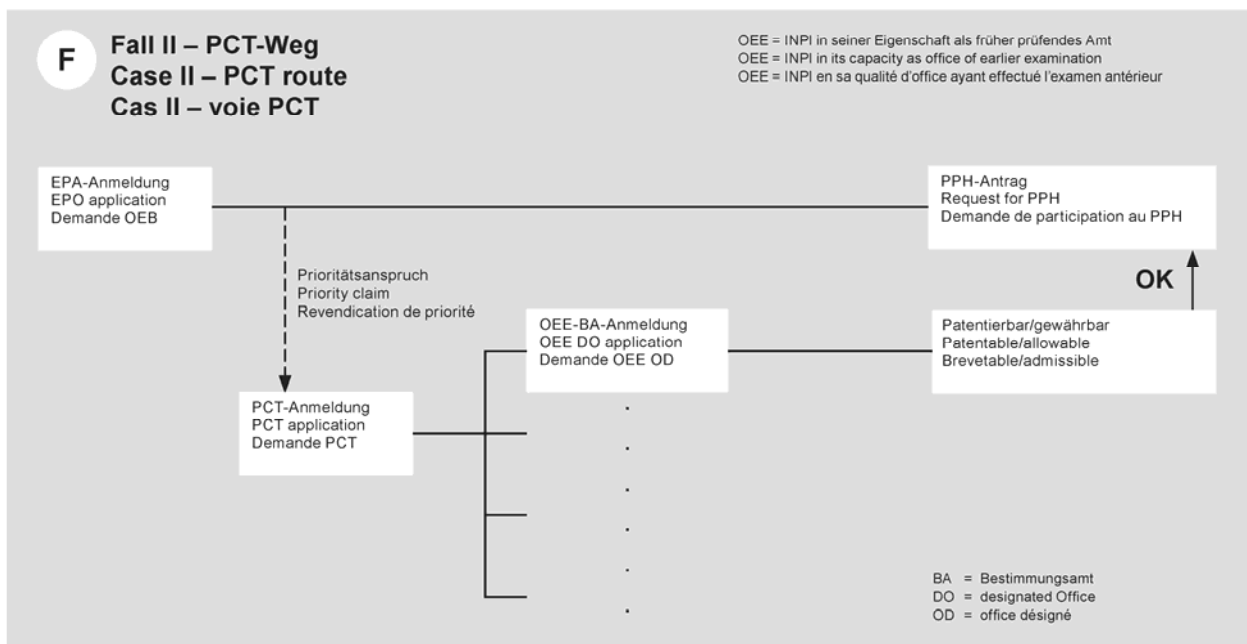 F
Fall II – PCT-Weg
Case II – PCT route
Cas II – voie PCT
OEE = INPI in seiner Eigenschaft als früher prüfendes Amt
OEE = INPI in its capacity as office of earlier examination
OEE = INPI en sa qualité d'office ayant effectué l'examen antérieur
EPA-Anmeldung
EPO application
Demande OEB
PPH-Antrag
Request for PPH
Demande de participation au PPH
Prioritätsanspruch
Priority claim
Revendication de priorité
OK
OEE-BA-Anmeldung
OEE DO application
Demande OEE OD
Patentierbar/gewährbar
Patentable/allowable
Brevetable/admissible
PCT-Anmeldung
PCT application
Demande PCT
BA = Bestimmungsamt
DO = designated Office
OD = office désigné